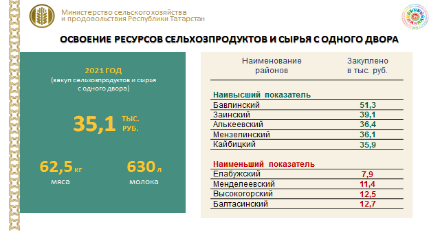 Министерство сельского хозяйства
и продовольствия Республики Татарстан
ОСВОЕНИЕ РЕСУРСОВ СЕЛЬХОЗПРОДУКТОВ И СЫРЬЯ С ОДНОГО ДВОРА
2021 ГОД
(закуп сельхозпродуктов и сырья
с одного двора)
35,1 ТЫС. РУБ.
62,5 кг
мяса
630 л
молока
Наименование районов
Закуплено в тыс. руб.
Наивысший показатель
Бавлинский 51,3
Заинский 39,1
Алькеевский 36,4
Мензелинский 36,1
Кайбицкий 35,9
Наименьший показатель
Елабужский 7,9
Менделеевский 11,4
Высокогорский 12,5
Балтасинский 12,7